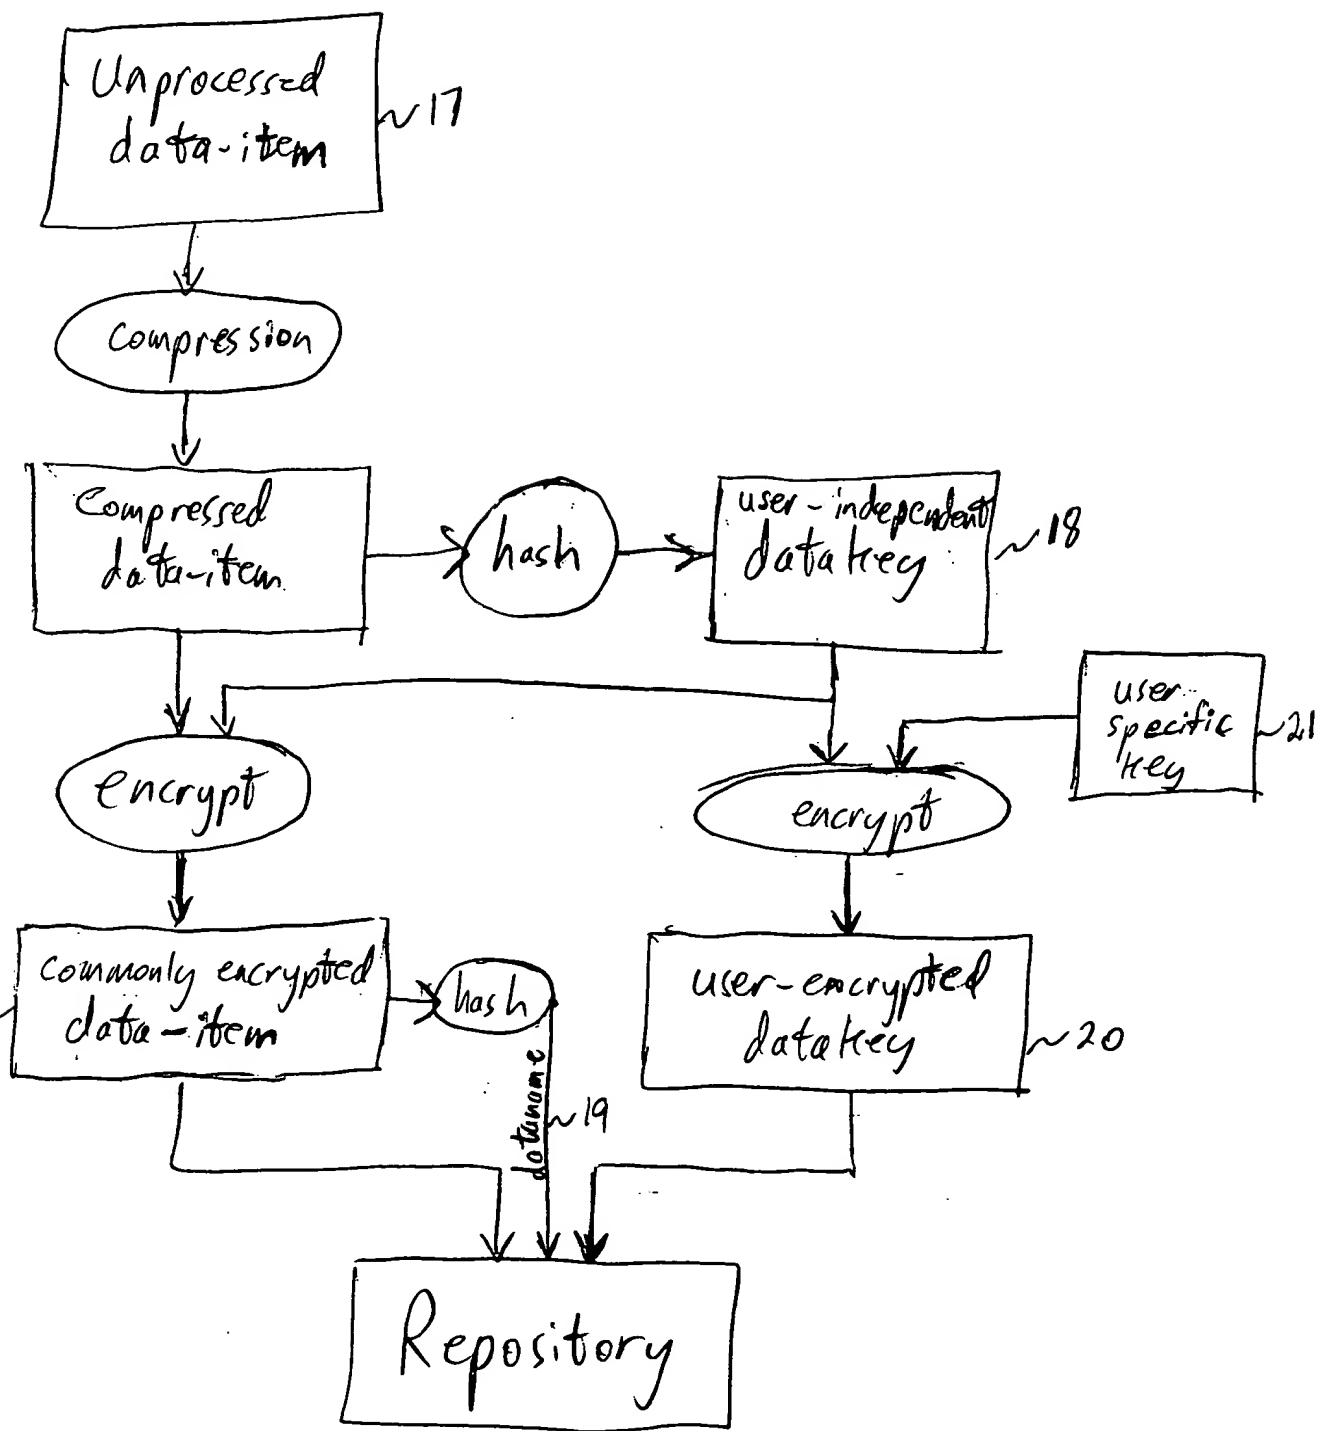 Unprocessed
data-item
17
compression
Compressed
data-item
hash
user-independent
datakey
18
user
specific
key
21
encrypt
encrypt
commonly encrypted
data-item
hash
dataname
19
user-encrypted
datakey
20
Repository